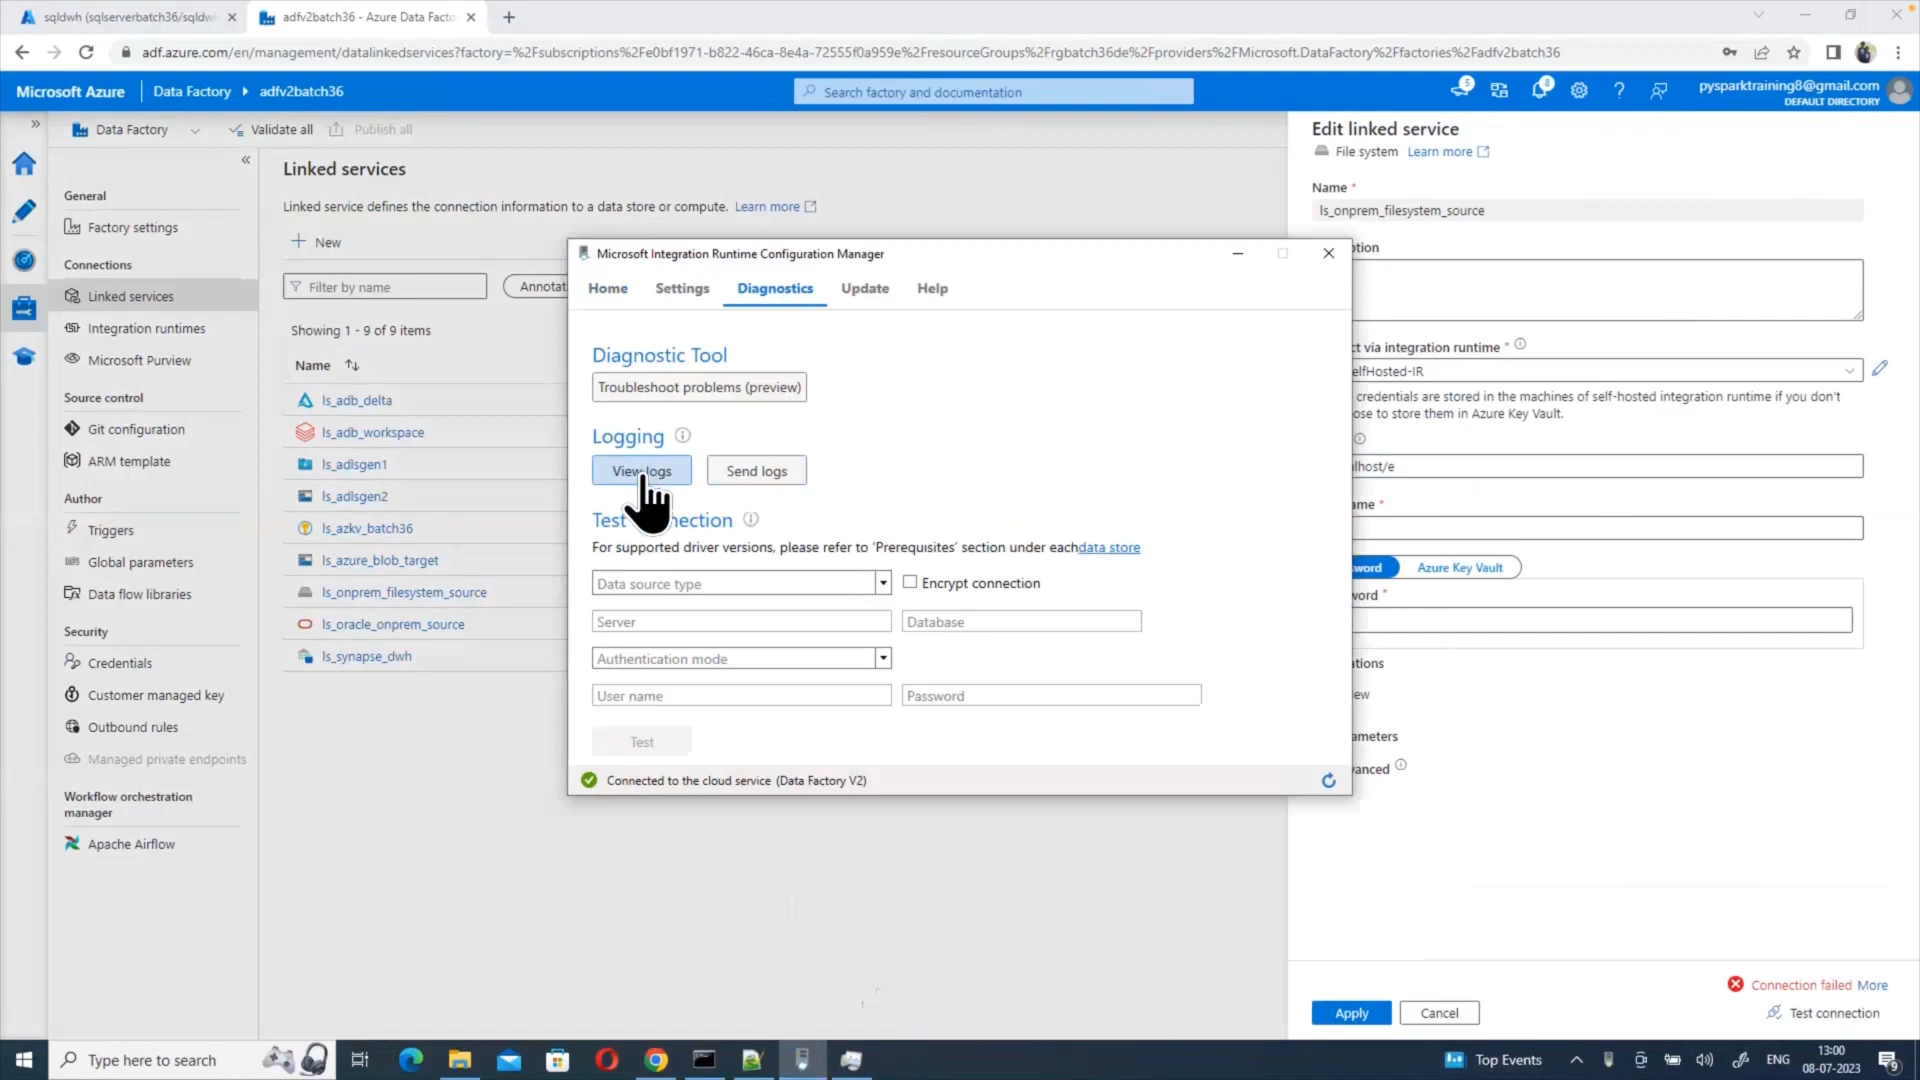 sqldwh (sqlserverbatch36/sqldw
adfv2batch36 - Azure Data Facto
adf.azure.com/en/management/datalinkedservices?factory=%2Fsubscriptions%2Fe0bf1971-b822-46ca-8e4a-72555f0a959e%2FresourceGroups%2Frgbatch36de%2Fproviders%2FMicrosoft.DataFactory%2Ffactories%2Fadfv2batch36
Microsoft Azure
Data Factory
adfv2batch36
Search factory and documentation
5
8
pysparktraining8@gmail.com
DEFAULT DIRECTORY
Data Factory
Validate all
Publish all
General
Factory settings
Connections
Linked services
Integration runtimes
Microsoft Purview
Source control
Git configuration
ARM template
Author
Triggers
Global parameters
Data flow libraries
Security
Credentials
Customer managed key
Outbound rules
Managed private endpoints
Workflow orchestration
manager
Apache Airflow
Linked services
Linked service defines the connection information to a data store or compute. Learn more
New
Filter by name
Annotat
Showing 1 - 9 of 9 items
Name
ls_adb_delta
ls_adb_workspace
ls_adlsgen1
ls_adlsgen2
ls_azkv_batch36
ls_azure_blob_target
ls_onprem_filesystem_source
ls_oracle_onprem_source
ls_synapse_dwh
Microsoft Integration Runtime Configuration Manager
Home Settings Diagnostics Update Help
Diagnostic Tool
Troubleshoot problems (preview)
Logging
View logs
Send logs
Test nection
For supported driver versions, please refer to 'Prerequisites' section under eachdata store
Data source type
Encrypt connection
Server
Database
Authentication mode
User name
Password
Test
Connected to the cloud service (Data Factory V2)
Edit linked service
File system Learn more
Name *
ls_onprem_filesystem_source
ption
ct via integration runtime *
elfHosted-IR
credentials are stored in the machines of self-hosted integration runtime if you don't
ose to store them in Azure Key Vault.
lhost/e
ame *
word
Azure Key Vault
word *
tations
ew
ameters
vanced
Connection failed More
Apply
Cancel
Test connection
Type here to search
Top Events
ENG
13:00
08-07-2023
9